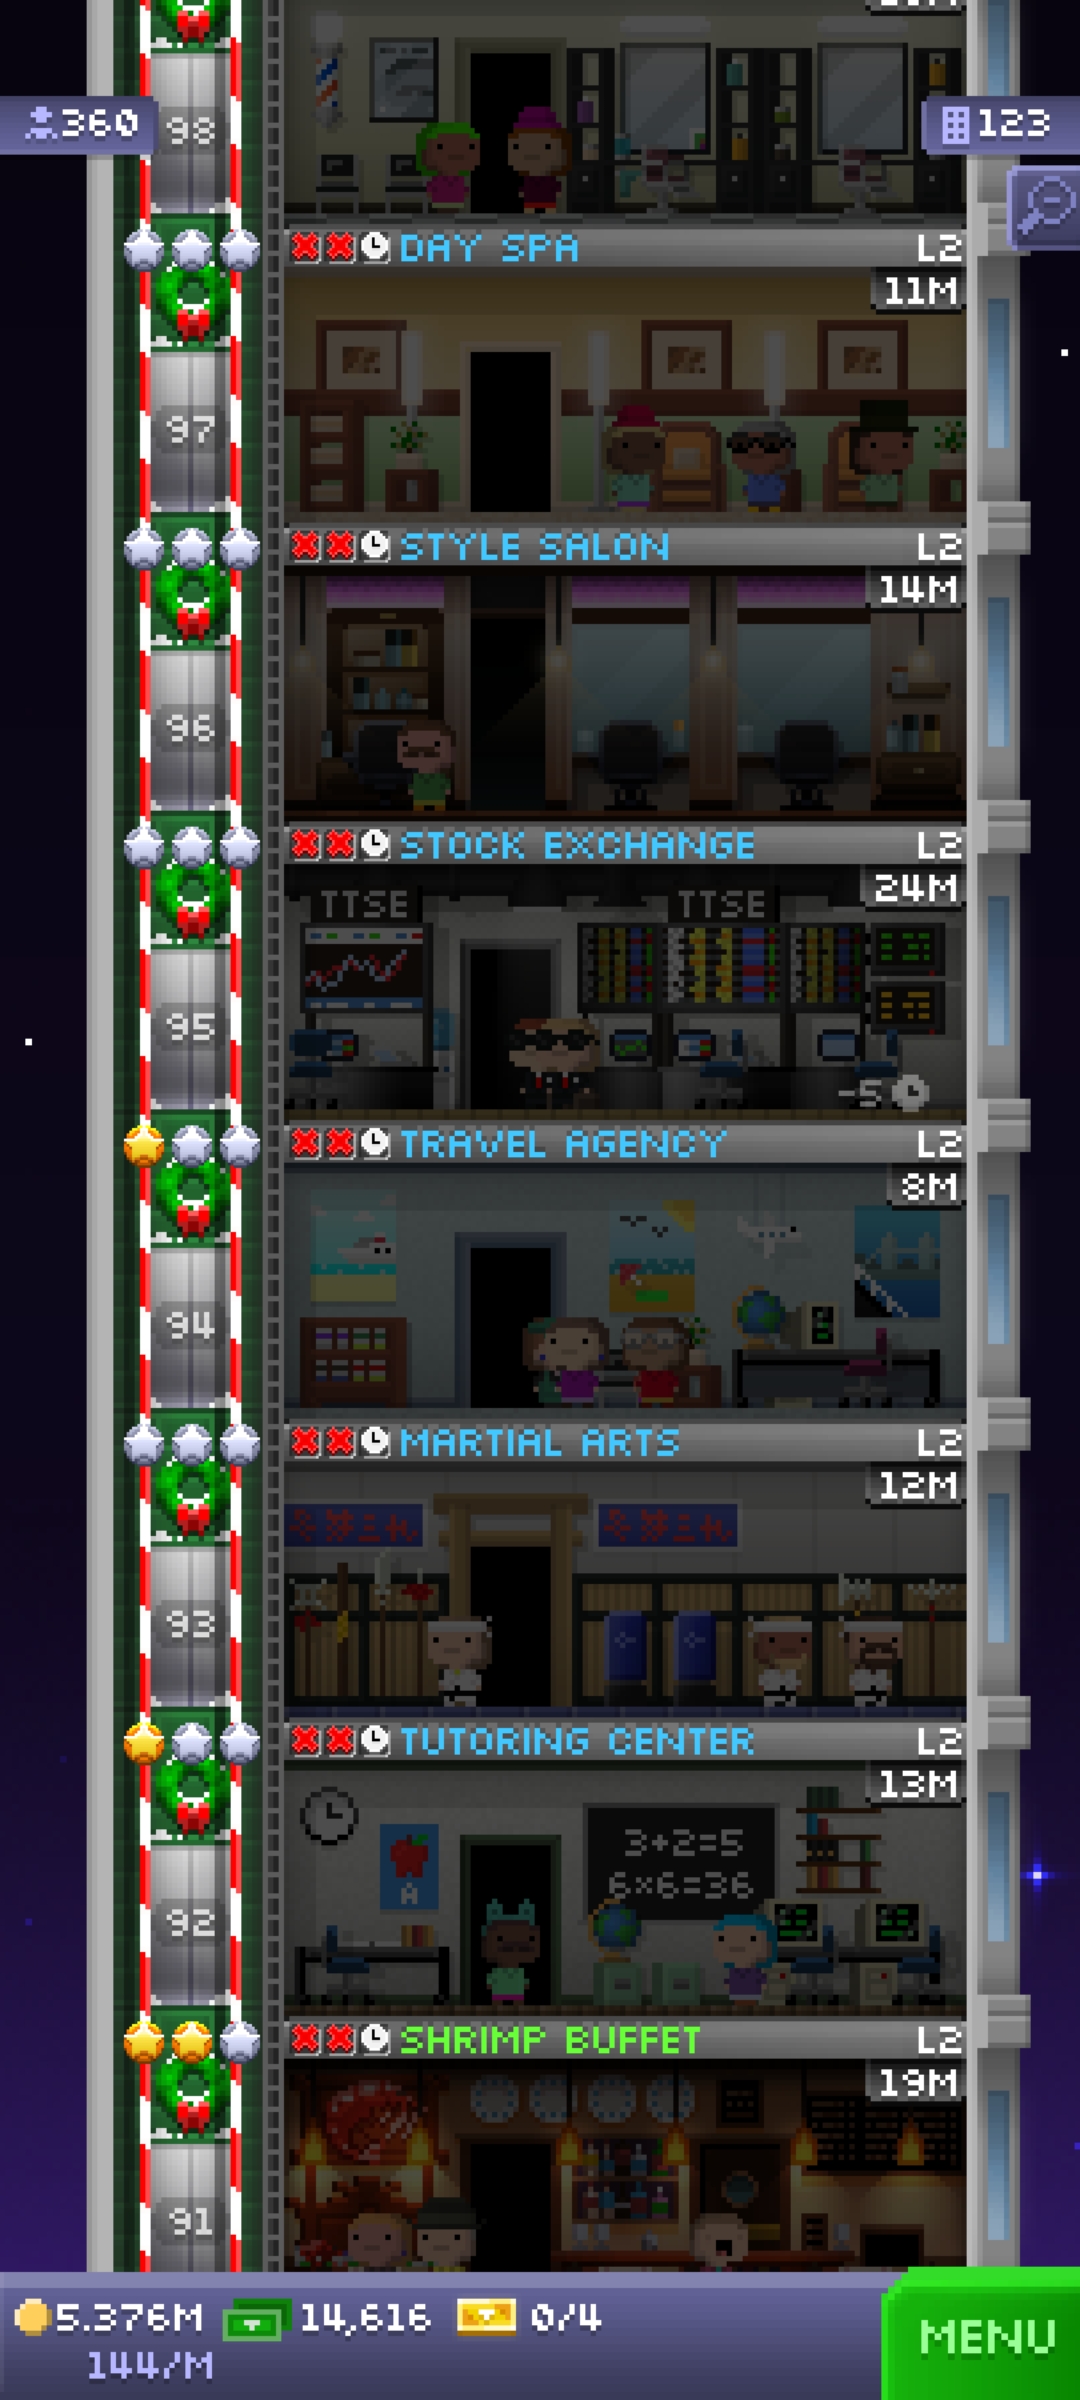 98
360
123
DAY SPA L2
11M
97
STYLE SALON L2
14M
96
STOCK EXCHANGE L2
24M
TTSE TTSE
95
-5
TRAVEL AGENCY L2
8M
94
MARTIAL ARTS L2
12M
93
TUTORING CENTER L2
13M
3+2=5
6×6=36
A
92
SHRIMP BUFFET L2
19M
91
5.376M 14,616 0/4
144/M
MENU